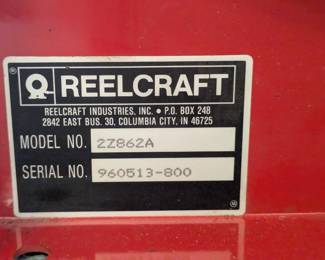 REELCRAFT
REELCRAFT INDUSTRIES, INC. • P.O. BOX 248
2842 EAST BUS. 30, COLUMBIA CITY, IN 46725
MODEL NO. 2Z862A
SERIAL NO. 960513-800